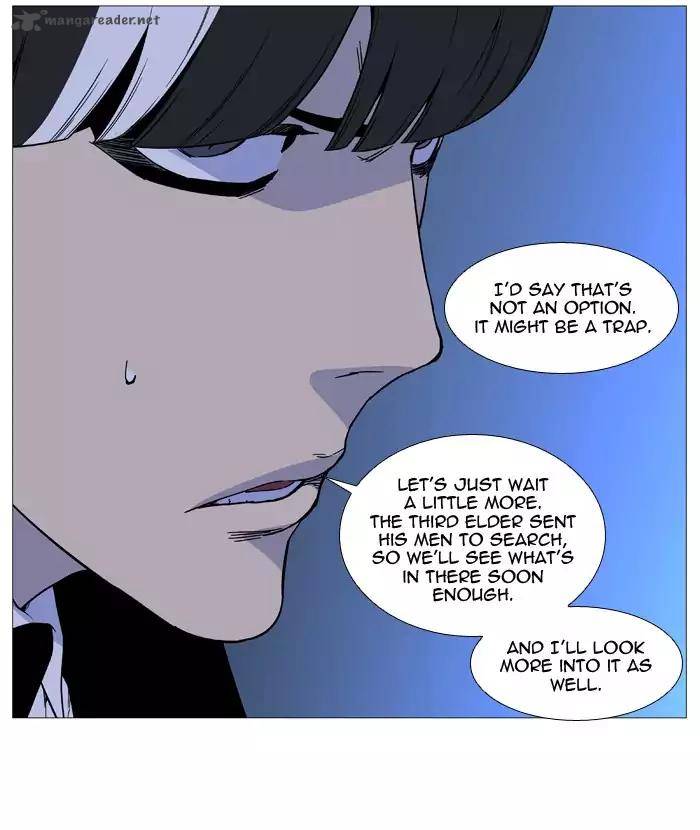 mangareader.net
I'D SAY THAT'S
NOT AN OPTION.
IT MIGHT BE A TRAP.
LET'S JUST WAIT
A LITTLE MORE.
THE THIRD ELDER SENT
HIS MEN TO SEARCH,
SO WE'LL SEE WHAT'S
IN THERE SOON
ENOUGH.
AND I'LL LOOK
MORE INTO IT AS
WELL.